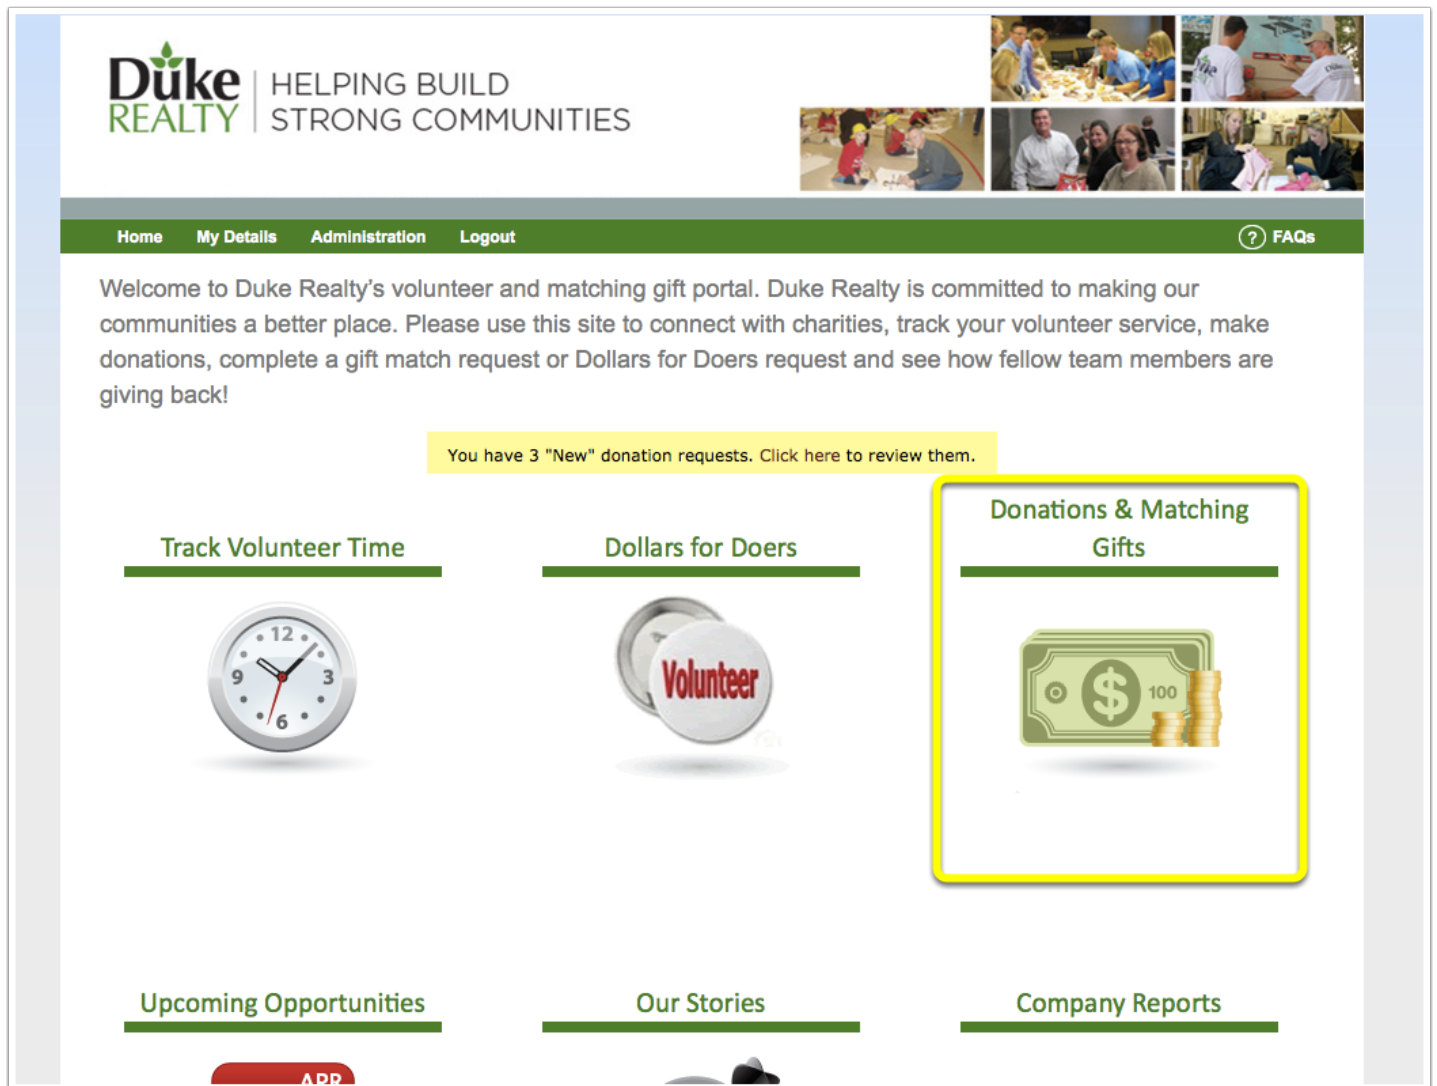 Duke
REALTY
HELPING BUILD
STRONG COMMUNITIES
Home My Details Administration Logout ? FAQs
Welcome to Duke Realty's volunteer and matching gift portal. Duke Realty is committed to making our
communities a better place. Please use this site to connect with charities, track your volunteer service, make
donations, complete a gift match request or Dollars for Doers request and see how fellow team members are
giving back!
You have 3 "New" donation requests. Click here to review them.
Track Volunteer Time
12
3
6
9
Dollars for Doers
Volunteer
Donations & Matching
Gifts
$ 100
Upcoming Opportunities
APR
Our Stories
Company Reports